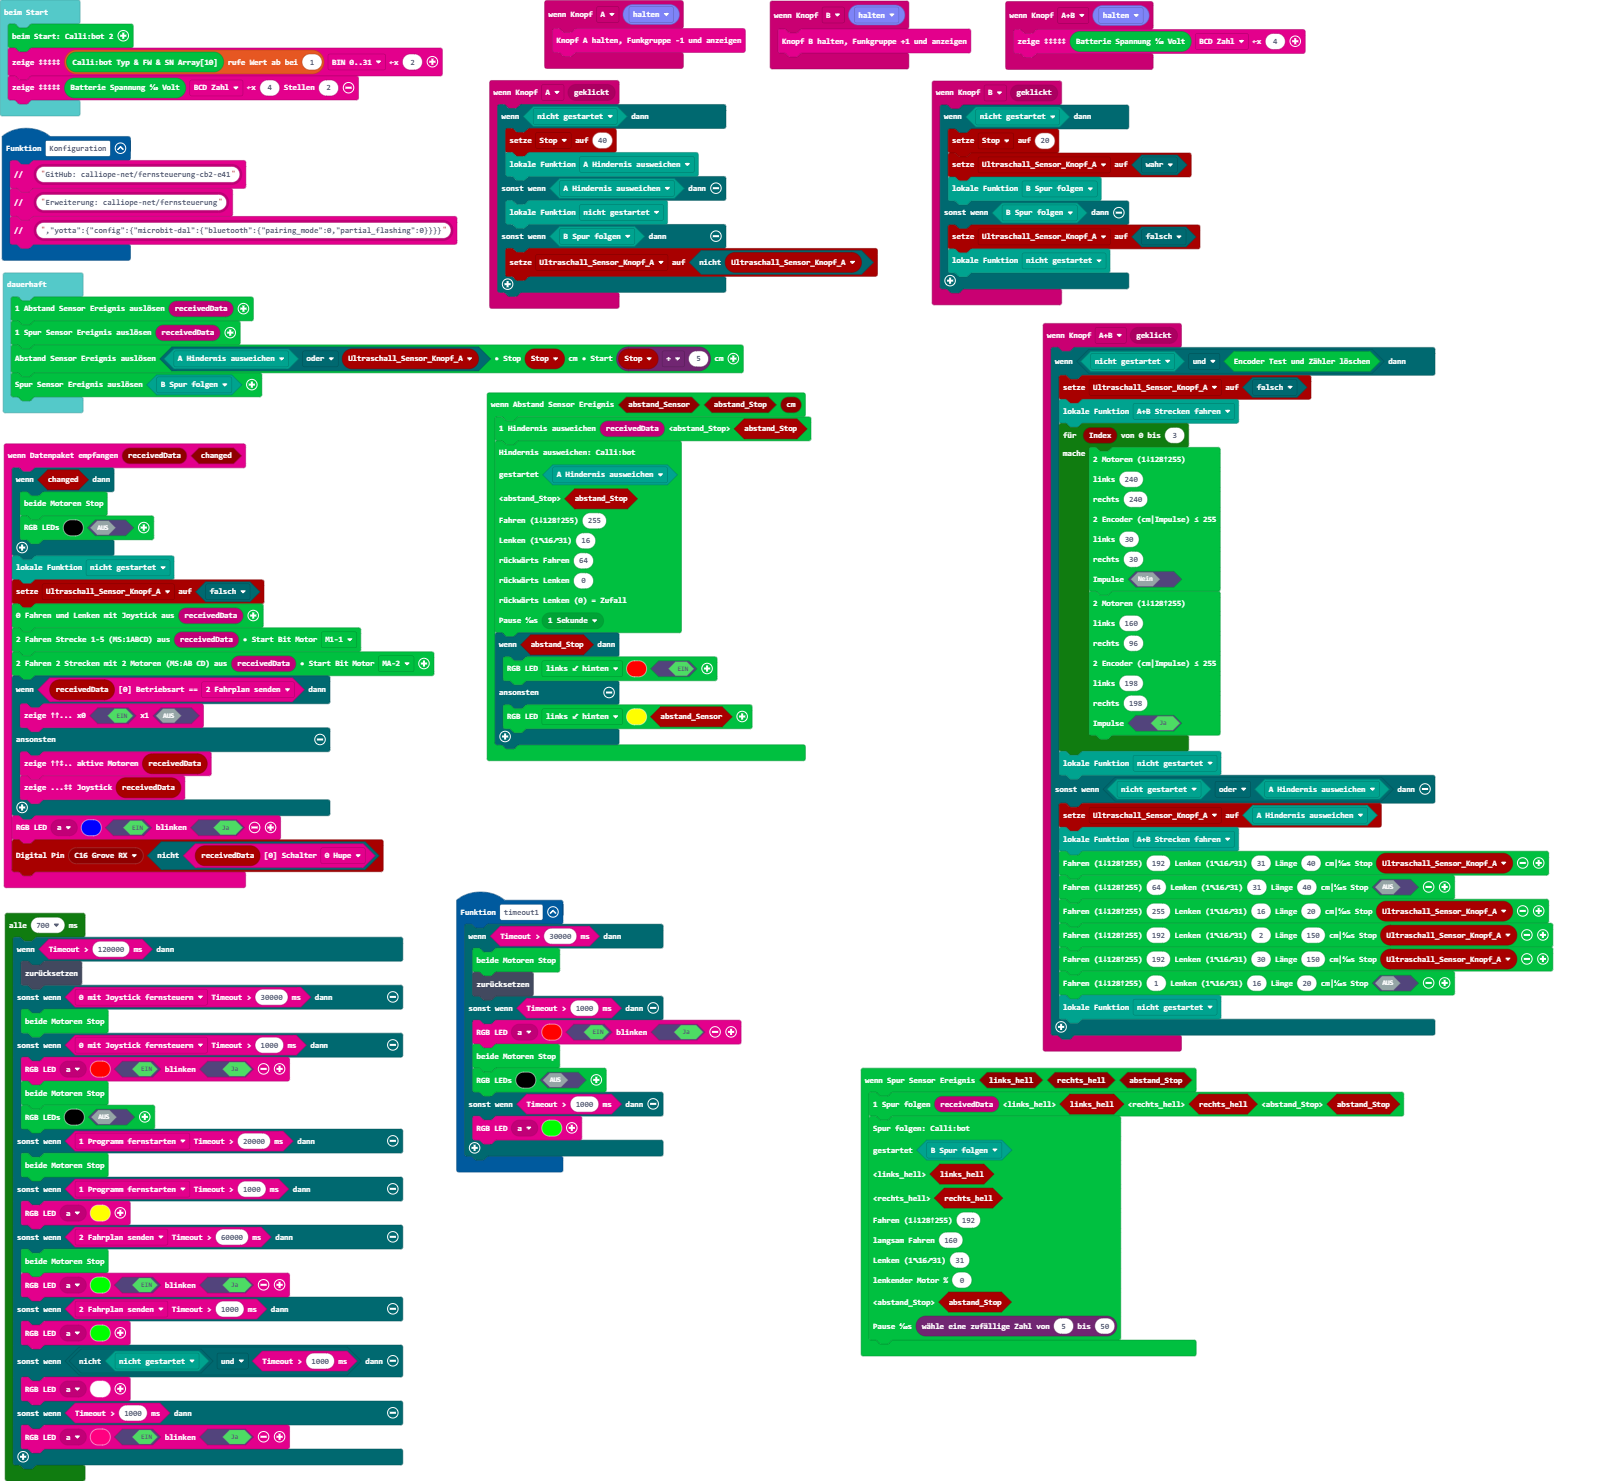 beim Start
beim Start: Calli:bot 2
zeige ‡‡‡‡‡ Calli:bot Typ & FW & SN Array[10] rufe Wert ab bei 1 BIN 0..31 ÷x 2
zeige ‡‡‡‡‡ Batterie Spannung ‰ Volt BCD Zahl ÷x 4 Stellen 2
Funktion Konfiguration
// "GitHub: calliope-net/fernsteuerung-cb2-e41"
// "Erweiterung: calliope-net/fernsteuerung"
// ","yotta":{"config":{"microbit-dal":{"bluetooth":{"pairing_mode":0,"partial_flashing":0}}}}"
dauerhaft
1 Abstand Sensor Ereignis auslösen receivedData
1 Spur Sensor Ereignis auslösen receivedData
Abstand Sensor Ereignis auslösen A Hindernis ausweichen oder Ultraschall_Sensor_Knopf_A • Stop Stop cm • Start Stop + 5 cm
Spur Sensor Ereignis auslösen B Spur folgen
wenn Datenpaket empfangen receivedData changed
wenn changed dann
beide Motoren Stop
RGB LEDs AUS
lokale Funktion nicht gestartet
setze Ultraschall_Sensor_Knopf_A auf falsch
0 Fahren und Lenken mit Joystick aus receivedData
2 Fahren Strecke 1-5 (MS:1ABCD) aus receivedData • Start Bit Motor M1-1
2 Fahren 2 Strecken mit 2 Motoren (MS:AB CD) aus receivedData • Start Bit Motor MA-2
wenn receivedData [0] Betriebsart == 2 Fahrplan senden dann
zeige ↑↑... x0 EIN x1 AUS
ansonsten
zeige ↑↑‡.. aktive Motoren receivedData
zeige ...‡‡ Joystick receivedData
RGB LED a EIN blinken Ja
Digital Pin C16 Grove RX nicht receivedData [0] Schalter 0 Hupe
alle 700 ms
wenn Timeout > 120000 ms dann
zurücksetzen
sonst wenn 0 mit Joystick fernsteuern Timeout > 30000 ms dann
beide Motoren Stop
sonst wenn 0 mit Joystick fernsteuern Timeout > 1000 ms dann
RGB LED a EIN blinken Ja
beide Motoren Stop
RGB LEDs AUS
sonst wenn 1 Programm fernstarten Timeout > 20000 ms dann
beide Motoren Stop
sonst wenn 1 Programm fernstarten Timeout > 1000 ms dann
RGB LED a
sonst wenn 2 Fahrplan senden Timeout > 60000 ms dann
beide Motoren Stop
RGB LED a EIN blinken Ja
sonst wenn 2 Fahrplan senden Timeout > 1000 ms dann
RGB LED a
sonst wenn nicht nicht gestartet und Timeout > 1000 ms dann
RGB LED a
sonst wenn Timeout > 1000 ms dann
RGB LED a EIN blinken Ja
wenn Knopf A halten
Knopf A halten, Funkgruppe -1 und anzeigen
wenn Knopf B halten
Knopf B halten, Funkgruppe +1 und anzeigen
wenn Knopf A+B halten
zeige ‡‡‡‡‡ Batterie Spannung ‰ Volt BCD Zahl ÷x 4
wenn Knopf A geklickt
wenn nicht gestartet dann
setze Stop auf 40
lokale Funktion A Hindernis ausweichen
sonst wenn A Hindernis ausweichen dann
lokale Funktion nicht gestartet
sonst wenn B Spur folgen dann
setze Ultraschall_Sensor_Knopf_A auf nicht Ultraschall_Sensor_Knopf_A
wenn Knopf B geklickt
wenn nicht gestartet dann
setze Stop auf 20
setze Ultraschall_Sensor_Knopf_A auf wahr
lokale Funktion B Spur folgen
sonst wenn B Spur folgen dann
setze Ultraschall_Sensor_Knopf_A auf falsch
lokale Funktion nicht gestartet
wenn Abstand Sensor Ereignis abstand_Sensor abstand_Stop cm
1 Hindernis ausweichen receivedData <abstand_Stop> abstand_Stop
Hindernis ausweichen: Calli:bot
gestartet A Hindernis ausweichen
<abstand_Stop> abstand_Stop
Fahren (1↓128↑255) 255
Lenken (1↖16↗31) 16
rückwärts Fahren 64
rückwärts Lenken 0
rückwärts Lenken (0) = Zufall
Pause ‰s 1 Sekunde
wenn abstand_Stop dann
RGB LED links ↙ hinten EIN
ansonsten
RGB LED links ↙ hinten abstand_Sensor
Funktion timeout1
wenn Timeout > 30000 ms dann
beide Motoren Stop
zurücksetzen
sonst wenn Timeout > 1000 ms dann
RGB LED a EIN blinken Ja
beide Motoren Stop
RGB LEDs AUS
sonst wenn Timeout > 1000 ms dann
RGB LED a
wenn Knopf A+B geklickt
wenn nicht gestartet und Encoder Test und Zähler löschen dann
setze Ultraschall_Sensor_Knopf_A auf falsch
lokale Funktion A+B Strecken fahren
für Index von 0 bis 3
mache
2 Motoren (1↓128↑255)
links 240
rechts 240
2 Encoder (cm|Impulse) ≤ 255
links 30
rechts 30
Impulse Nein
2 Motoren (1↓128↑255)
links 160
rechts 96
2 Encoder (cm|Impulse) ≤ 255
links 198
rechts 198
Impulse Ja
lokale Funktion nicht gestartet
sonst wenn nicht gestartet oder A Hindernis ausweichen dann
setze Ultraschall_Sensor_Knopf_A auf A Hindernis ausweichen
lokale Funktion A+B Strecken fahren
Fahren (1↓128↑255) 192 Lenken (1↖16↗31) 31 Länge 40 cm|‰s Stop Ultraschall_Sensor_Knopf_A
Fahren (1↓128↑255) 64 Lenken (1↖16↗31) 31 Länge 40 cm|‰s Stop AUS
Fahren (1↓128↑255) 255 Lenken (1↖16↗31) 16 Länge 20 cm|‰s Stop Ultraschall_Sensor_Knopf_A
Fahren (1↓128↑255) 192 Lenken (1↖16↗31) 2 Länge 150 cm|‰s Stop Ultraschall_Sensor_Knopf_A
Fahren (1↓128↑255) 192 Lenken (1↖16↗31) 30 Länge 150 cm|‰s Stop Ultraschall_Sensor_Knopf_A
Fahren (1↓128↑255) 1 Lenken (1↖16↗31) 16 Länge 20 cm|‰s Stop AUS
lokale Funktion nicht gestartet
wenn Spur Sensor Ereignis links_hell rechts_hell abstand_Stop
1 Spur folgen receivedData <links_hell> links_hell <rechts_hell> rechts_hell <abstand_Stop> abstand_Stop
Spur folgen: Calli:bot
gestartet B Spur folgen
<links_hell> links_hell
<rechts_hell> rechts_hell
Fahren (1↓128↑255) 192
langsam Fahren 160
Lenken (1↖16↗31) 31
lenkender Motor % 0
<abstand_Stop> abstand_Stop
Pause ‰s wähle eine zufällige Zahl von 5 bis 50